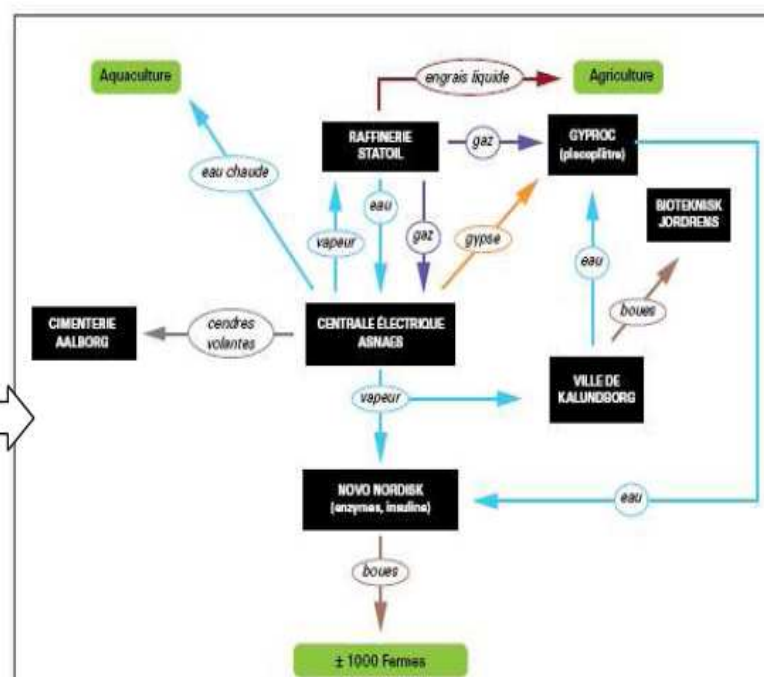 Aquaculture
engrais liquide
Agriculture
RAFFINERIE
STATOIL
gaz
GYPROC
(placoplâtre)
eau chaude
eau
vapeur
gaz
gypse
BIOTEKNISK
JORDRENS
eau
boues
CIMENTERIE
AALBORG
cendres
volantes
CENTRALE ÉLECTRIQUE
ASNAES
VILLE DE
KALUNDBORG
vapeur
NOVO NORDISK
(enzymes, insuline)
eau
boues
± 1000 Fermes